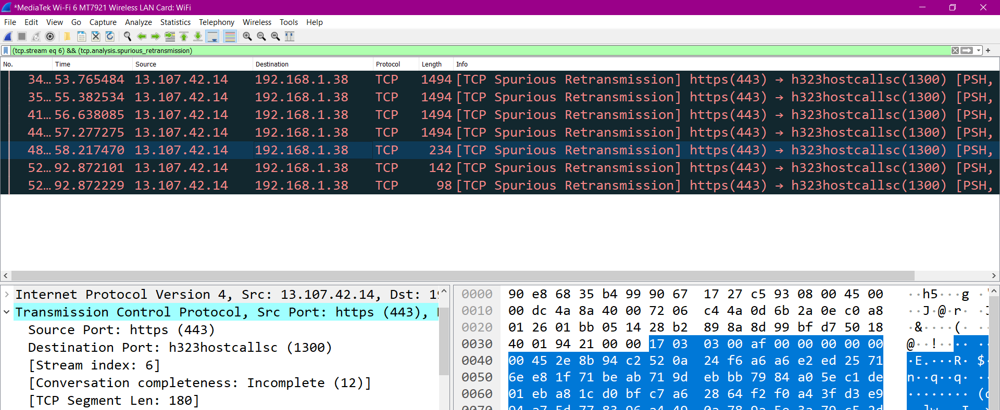 *MediaTek Wi-Fi 6 MT7921 Wireless LAN Card: WiFi
File Edit View Go Capture Analyze Statistics Telephony Wireless Tools Help
(tcp.stream eq 6) && (tcp.analysis.spurious_retransmission)
No. Time Source Destination Protocol Length Info
34… 53.765484 13.107.42.14 192.168.1.38 TCP 1494 [TCP Spurious Retransmission] https(443) → h323hostcallsc(1300) [PSH,
35… 55.382534 13.107.42.14 192.168.1.38 TCP 1494 [TCP Spurious Retransmission] https(443) → h323hostcallsc(1300) [PSH,
41… 56.638085 13.107.42.14 192.168.1.38 TCP 1494 [TCP Spurious Retransmission] https(443) → h323hostcallsc(1300) [PSH,
44… 57.277275 13.107.42.14 192.168.1.38 TCP 1494 [TCP Spurious Retransmission] https(443) → h323hostcallsc(1300) [PSH,
48… 58.217470 13.107.42.14 192.168.1.38 TCP 234 [TCP Spurious Retransmission] https(443) → h323hostcallsc(1300) [PSH,
52… 92.872101 13.107.42.14 192.168.1.38 TCP 142 [TCP Spurious Retransmission] https(443) → h323hostcallsc(1300) [PSH,
52… 92.872229 13.107.42.14 192.168.1.38 TCP 98 [TCP Spurious Retransmission] https(443) → h323hostcallsc(1300) [PSH,
Internet Protocol Version 4, Src: 13.107.42.14, Dst: 19
Transmission Control Protocol, Src Port: https (443),
Source Port: https (443)
Destination Port: h323hostcallsc (1300)
[Stream index: 6]
[Conversation completeness: Incomplete (12)]
[TCP Segment Len: 180]
0000 90 e8 68 35 b4 99 90 67 17 27 c5 93 08 00 45 00 ··h5···g ·'
0010 00 dc 4a 8a 40 00 72 06 c4 4a 0d 6b 2a 0e c0 a8 ··J·@·r· ·J
0020 01 26 01 bb 05 14 28 b2 89 8a 8d 99 bf d7 50 18 ·&····(· ··
0030 40 01 94 21 00 00 17 03 03 00 af 00 00 00 00 00 @··!···· ··
0040 00 45 2e 8b 94 c2 52 0a 24 f6 a6 a6 e2 ed 25 71 ·E.···R· $·
0050 6e e8 1f 71 be ab 71 9d eb bb 79 84 a0 5e c1 de n··q··q· ··
0060 01 eb a8 1c d0 bf c7 a6 28 64 f2 f0 a4 3f d3 e9 ········ (d
0070 94 a7 5d 77 83 96 a4 49 0a 78 9a 5e 3a 79 c5 2d